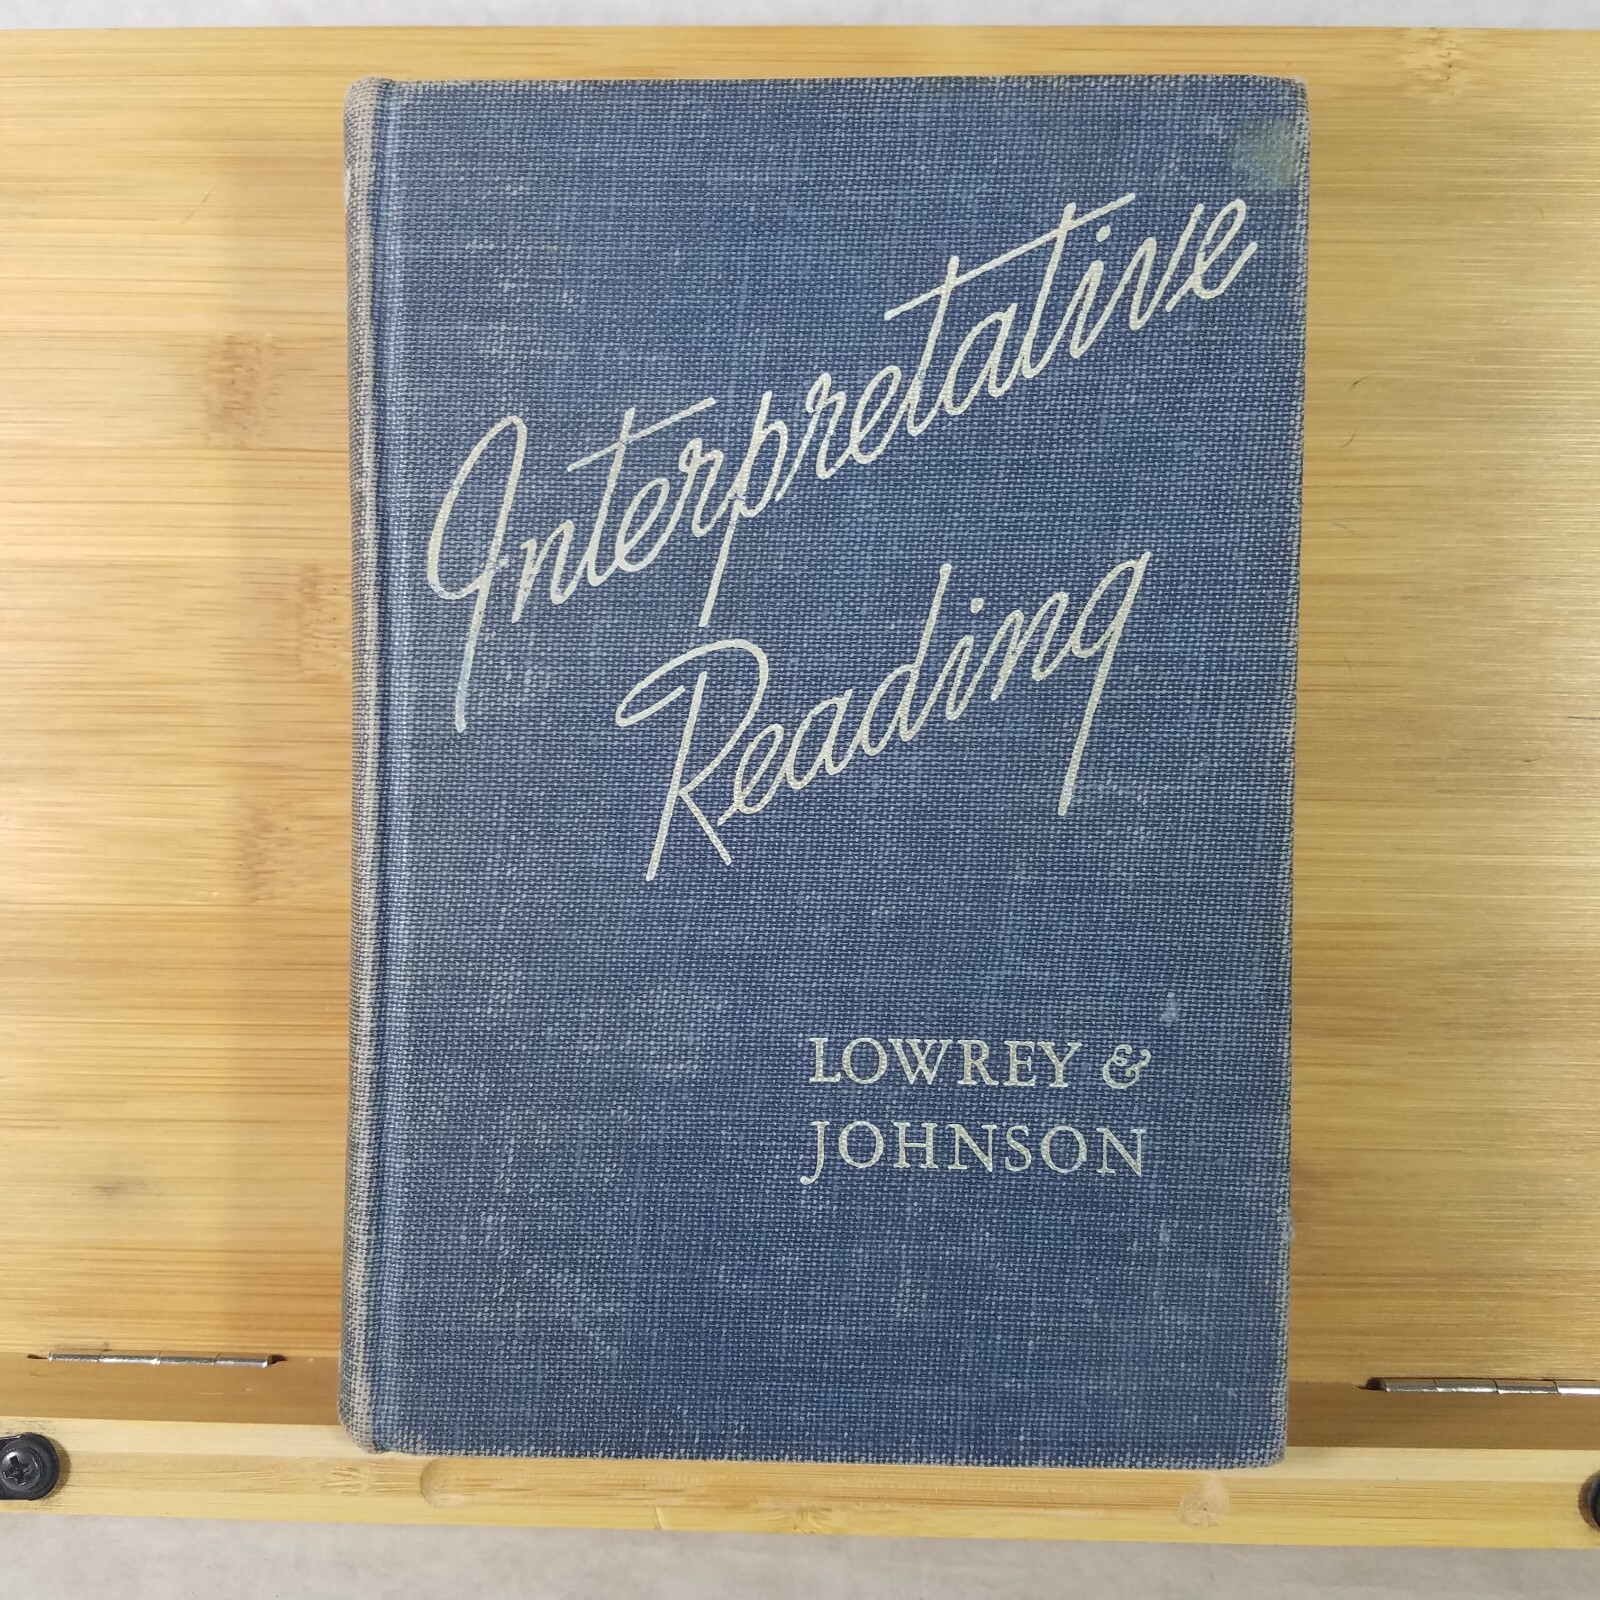 Interpretative
Reading
LOWREY &
JOHNSON